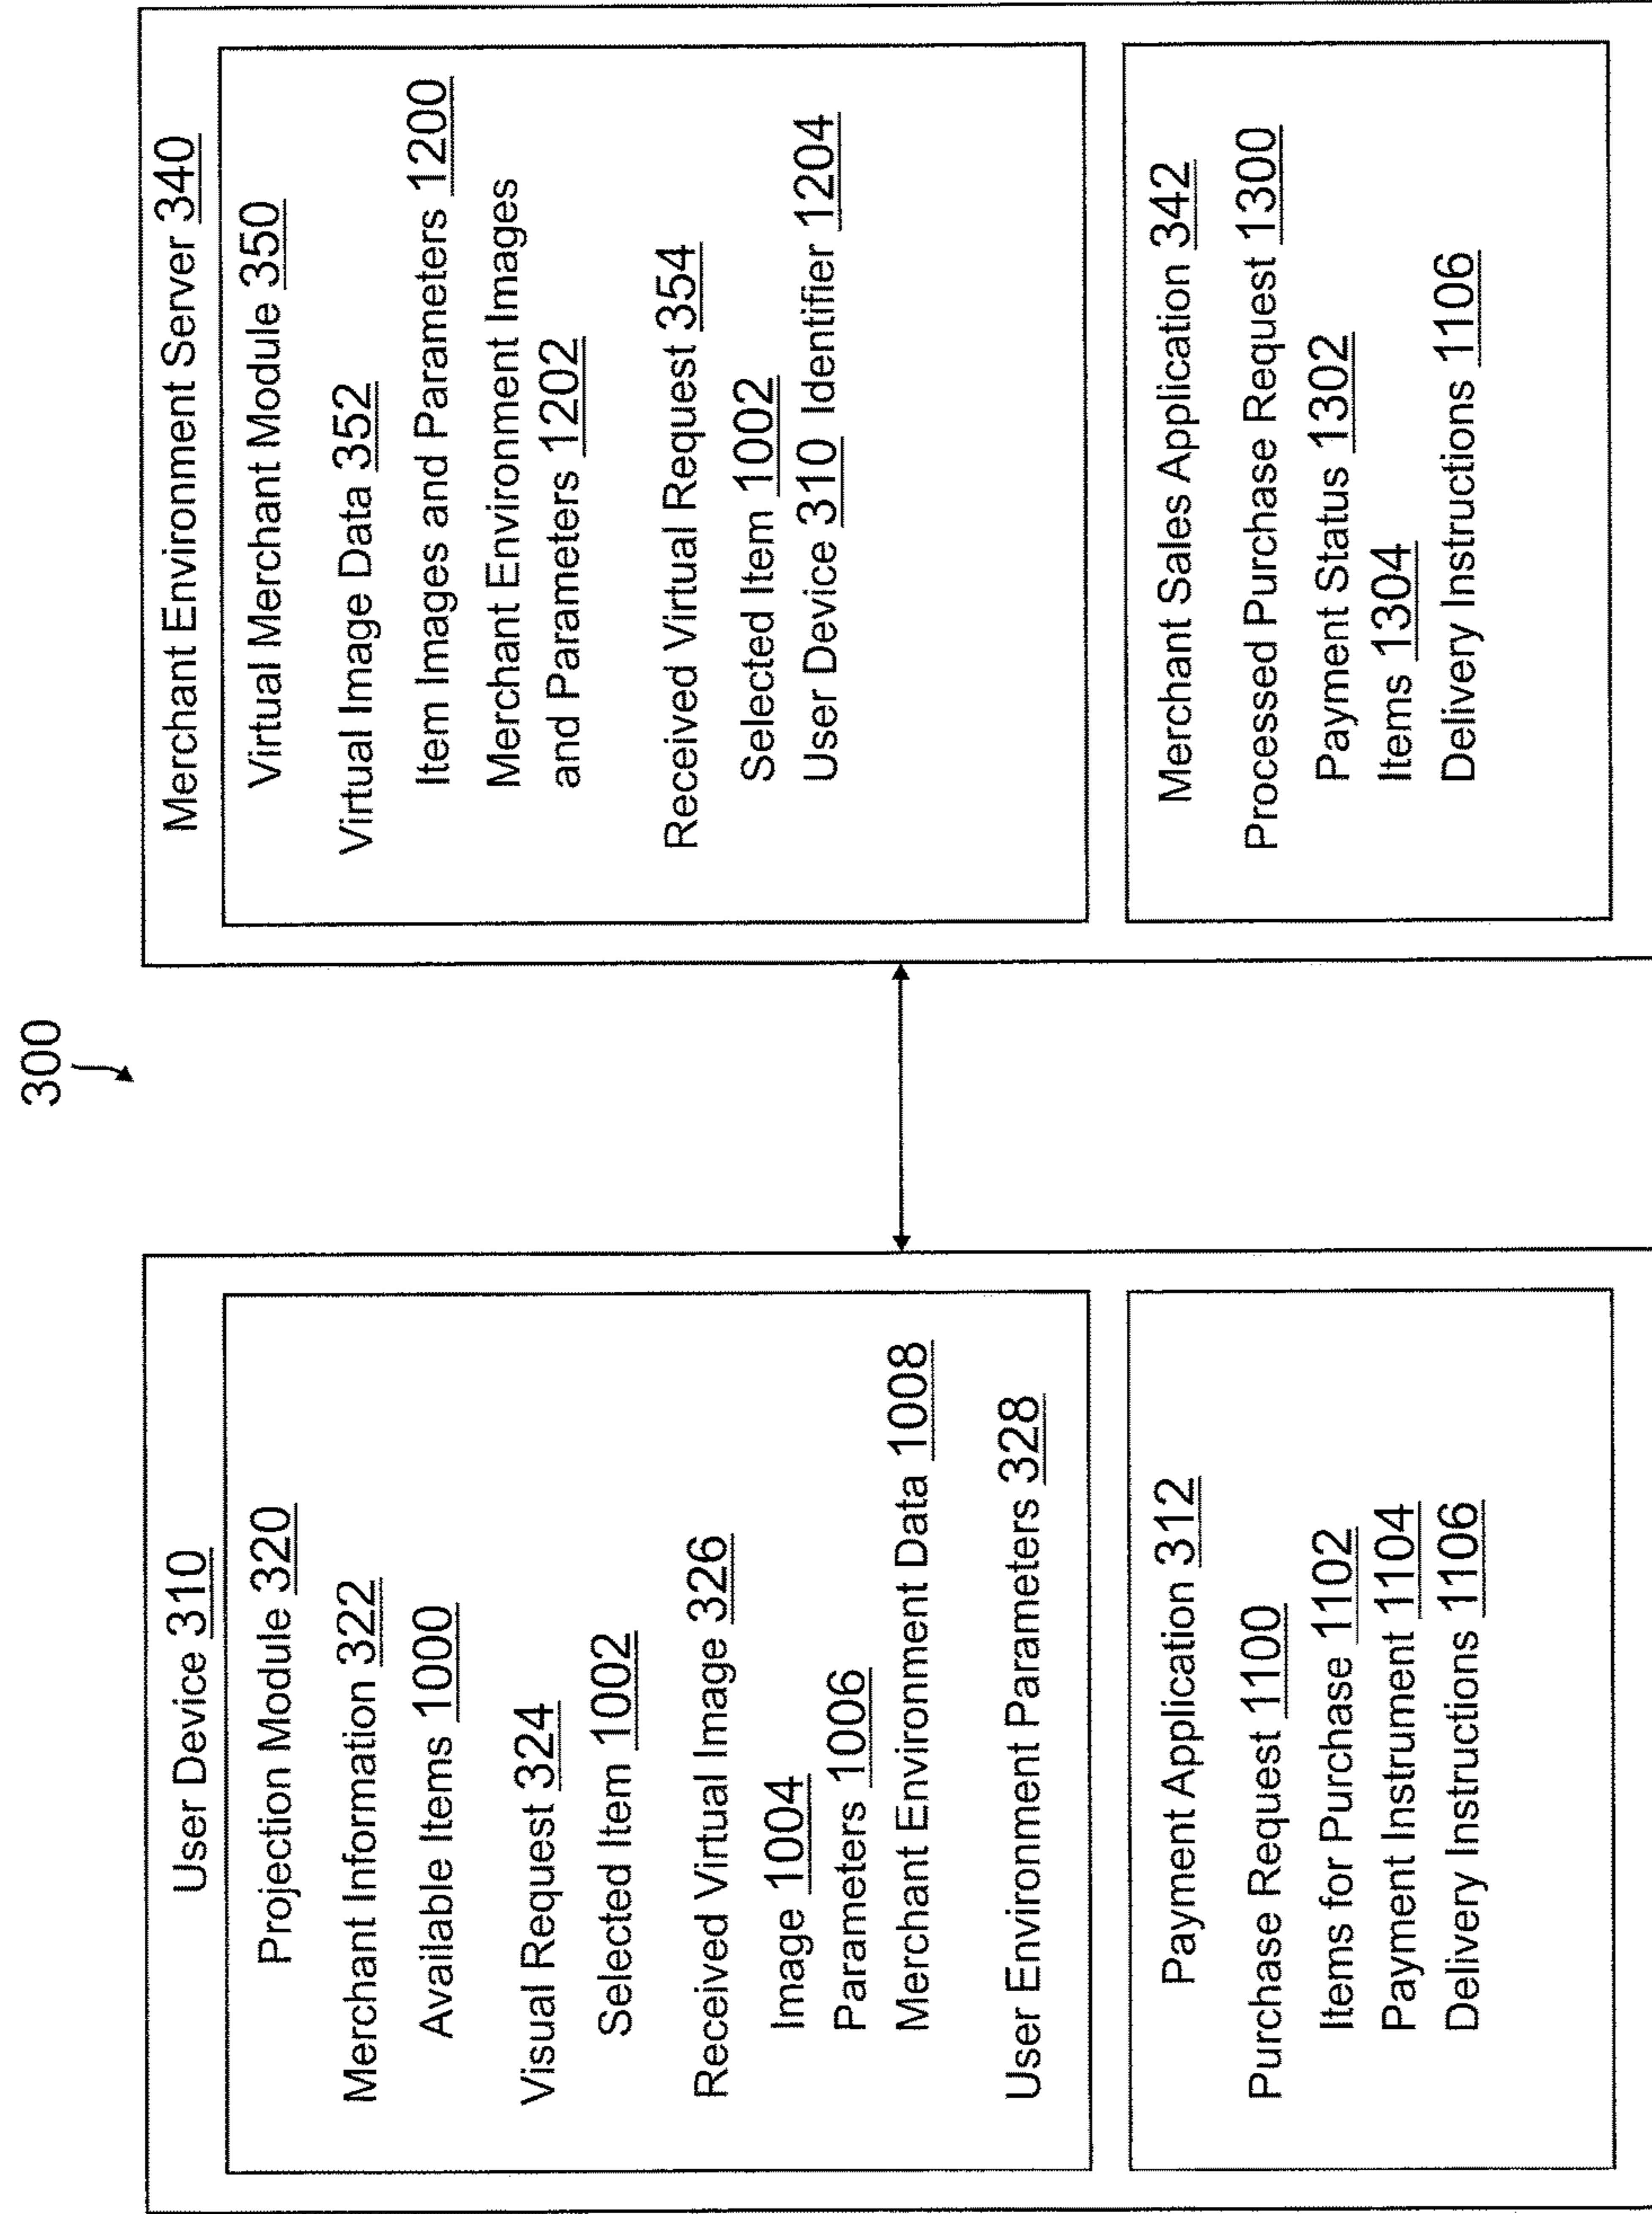 300
User Device 310
Projection Module 320
Merchant Information 322
Available Items 1000
Visual Request 324
Selected Item 1002
Received Virtual Image 326
Image 1004
Parameters 1006
Merchant Environment Data 1008
User Environment Parameters 328
Payment Application 312
Purchase Request 1100
Items for Purchase 1102
Payment Instrument 1104
Delivery Instructions 1106
Merchant Environment Server 340
Virtual Merchant Module 350
Virtual Image Data 352
Item Images and Parameters 1200
Merchant Environment Images
and Parameters 1202
Received Virtual Request 354
Selected Item 1002
User Device 310 Identifier 1204
Merchant Sales Application 342
Processed Purchase Request 1300
Payment Status 1302
Items 1304
Delivery Instructions 1106